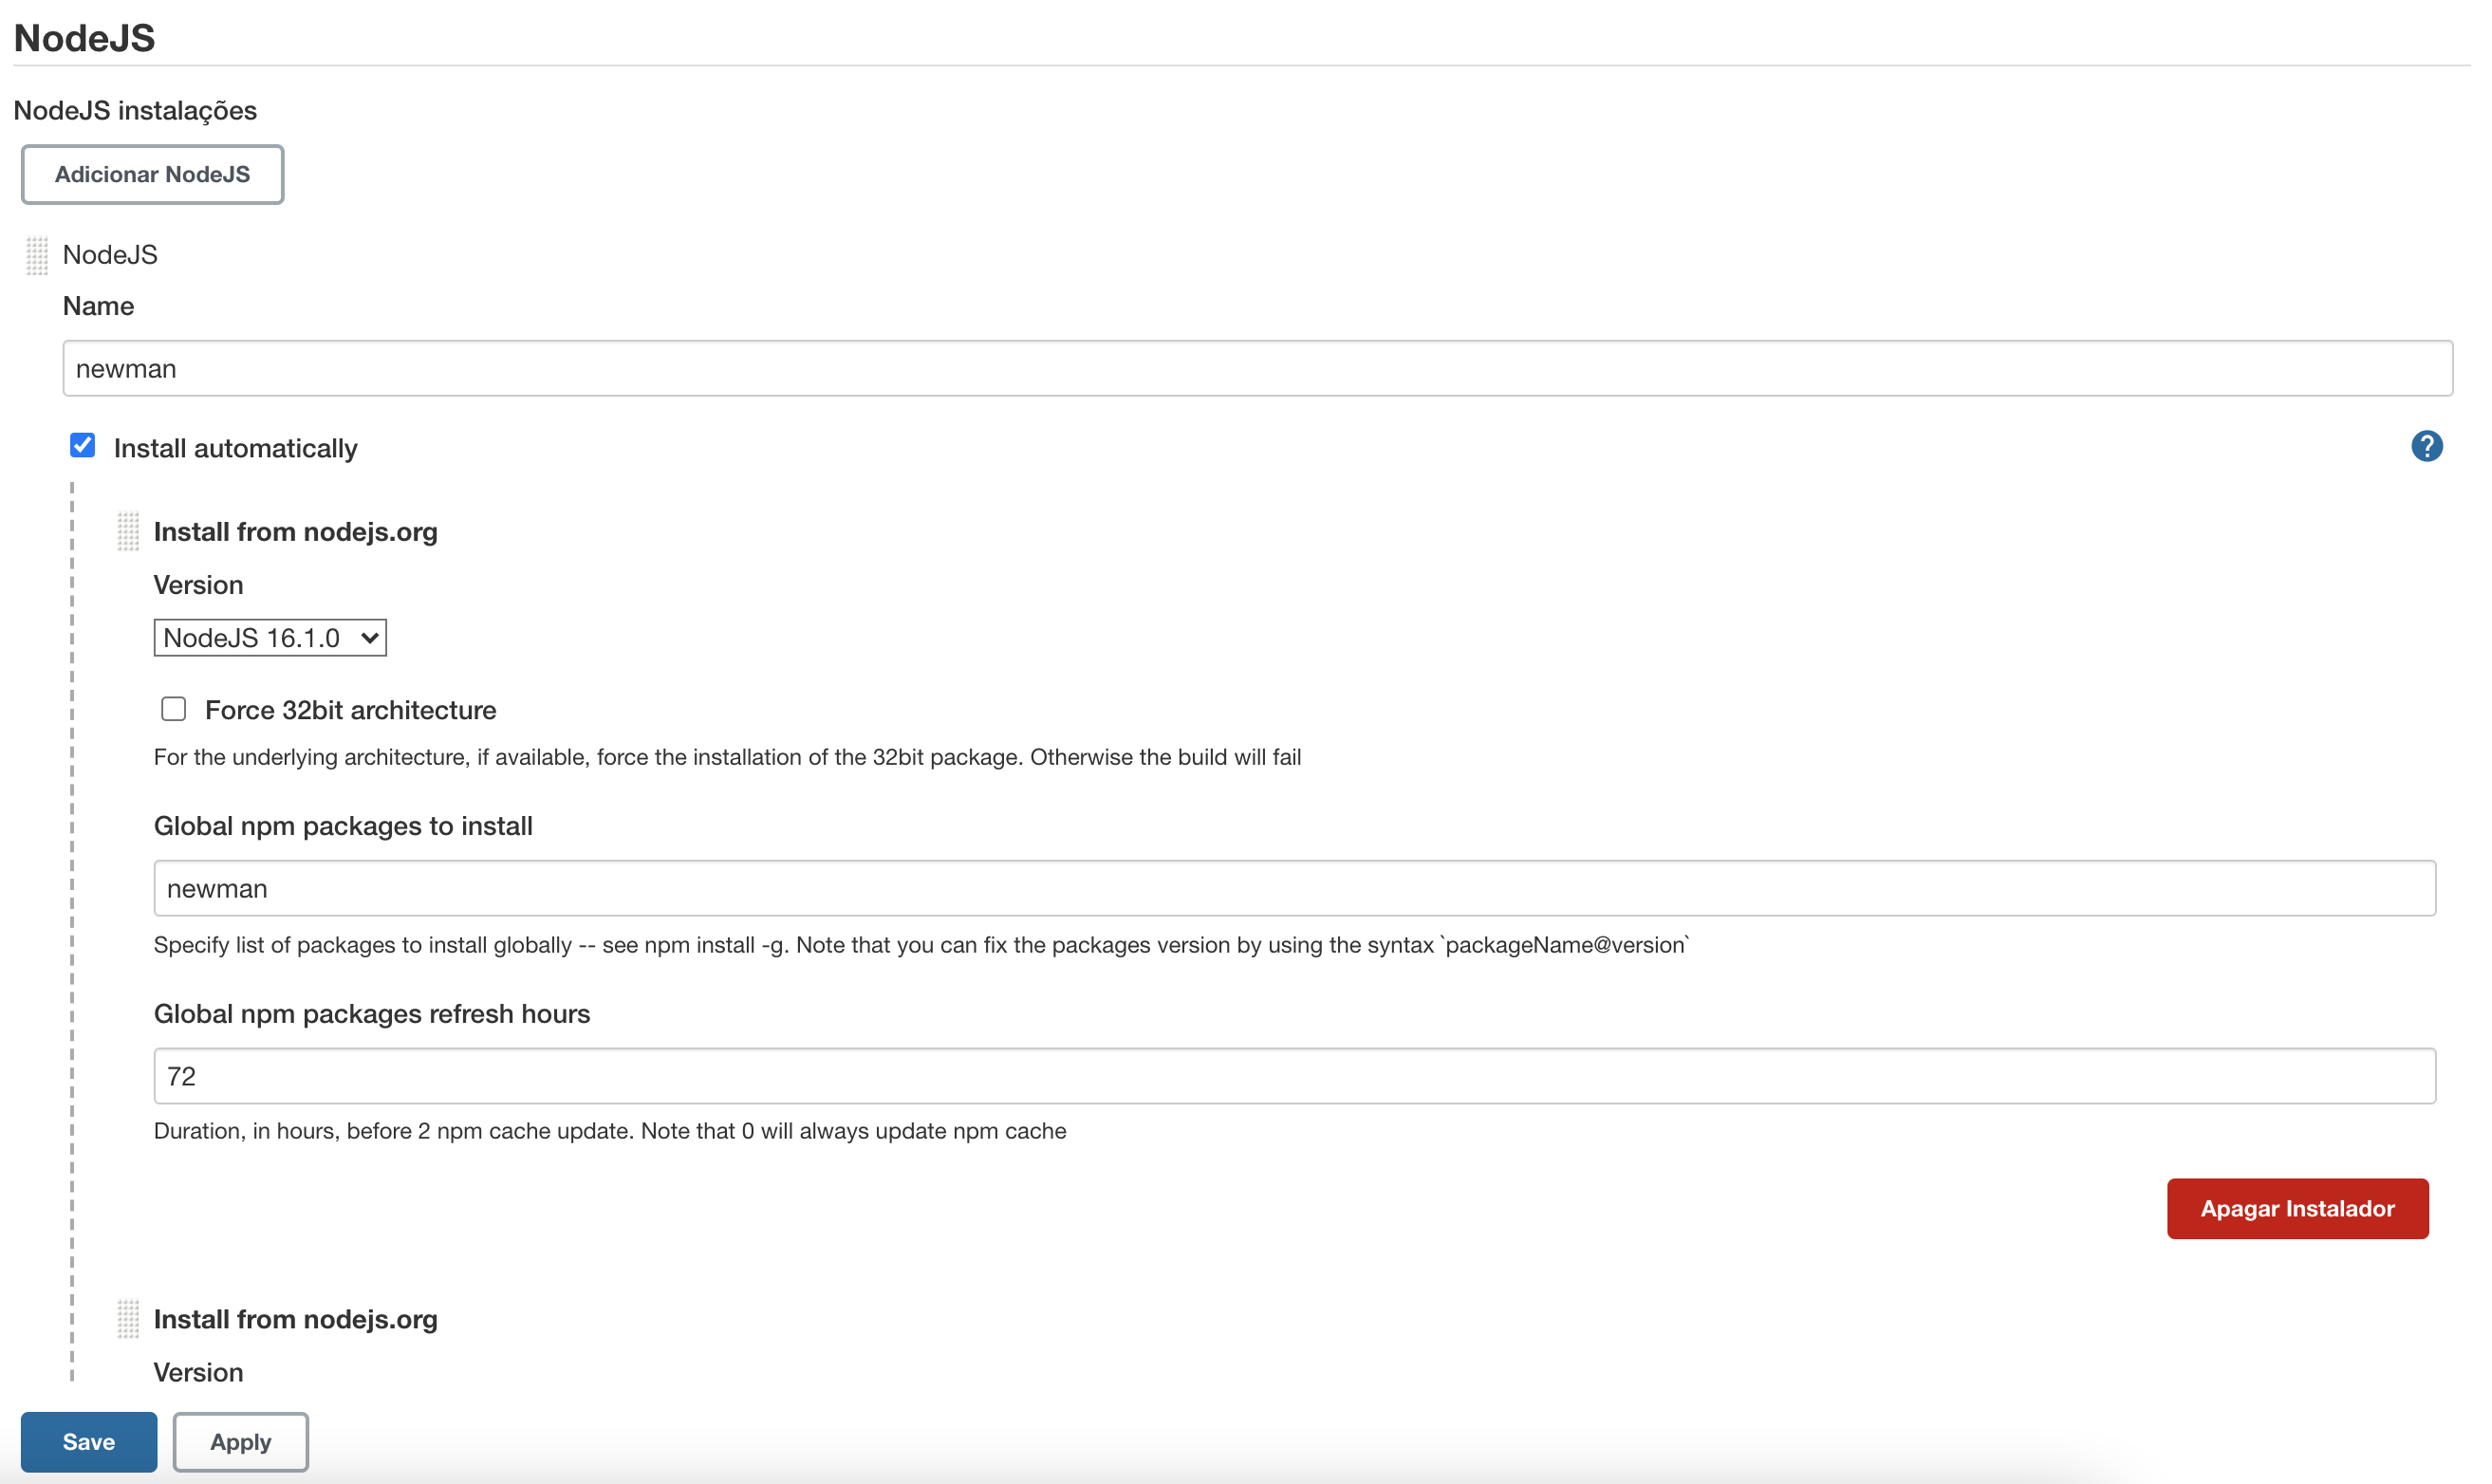 NodeJS
NodeJS instalações
Adicionar NodeJS
NodeJS
Name
newman
Install automatically
?
Install from nodejs.org
Version
NodeJS 16.1.0
Force 32bit architecture
For the underlying architecture, if available, force the installation of the 32bit package. Otherwise the build will fail
Global npm packages to install
newman
Specify list of packages to install globally -- see npm install -g. Note that you can fix the packages version by using the syntax `packageName@version`
Global npm packages refresh hours
72
Duration, in hours, before 2 npm cache update. Note that 0 will always update npm cache
Apagar Instalador
Install from nodejs.org
Version
Save
Apply